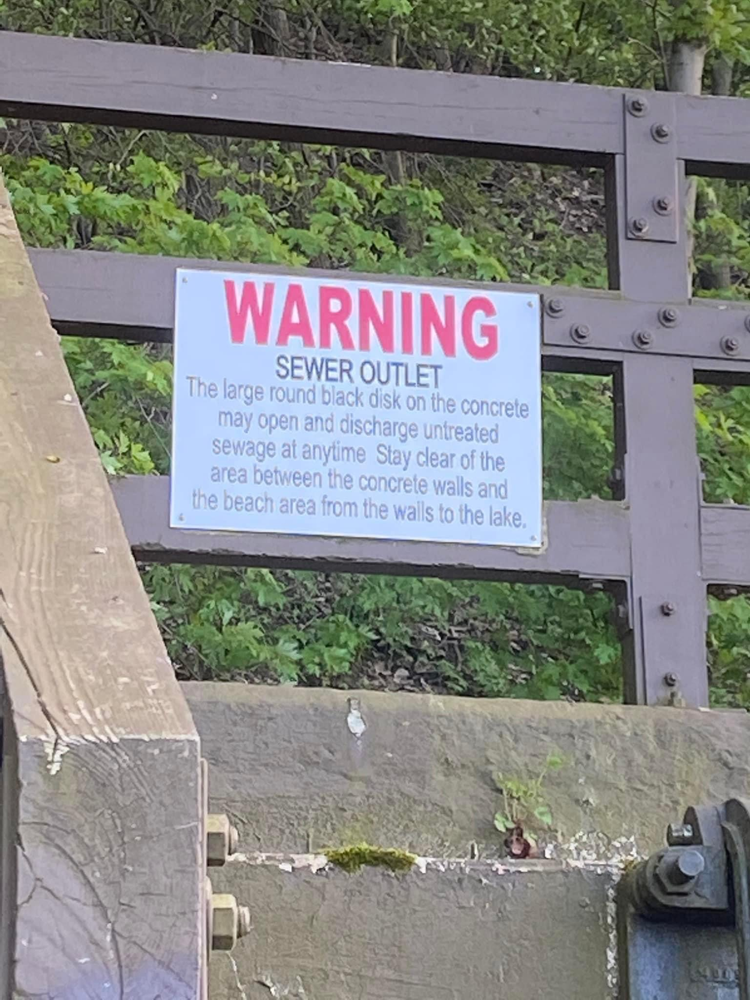 WARNING
SEWER OUTLET
The large round black disk on the concrete
may open and discharge untreated
sewage at anytime Stay clear of the
area between the concrete walls and
the beach area from the walls to the lake.